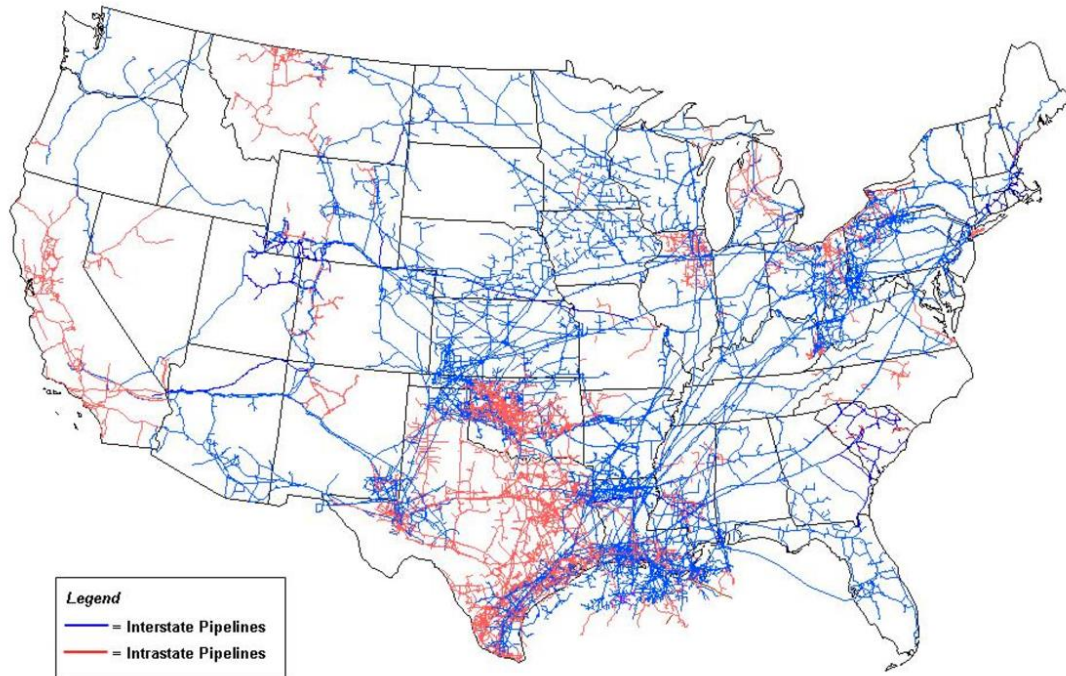 Legend
= Interstate Pipelines
= Intrastate Pipelines